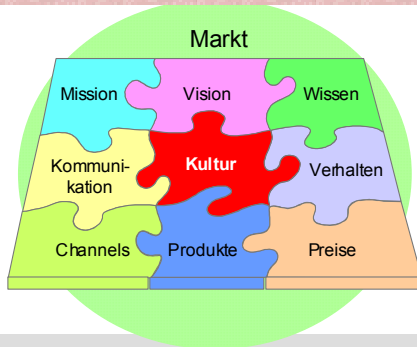 Markt
Mission Vision Wissen
Kommuni-
kation Kultur Verhalten
Channels Produkte Preise